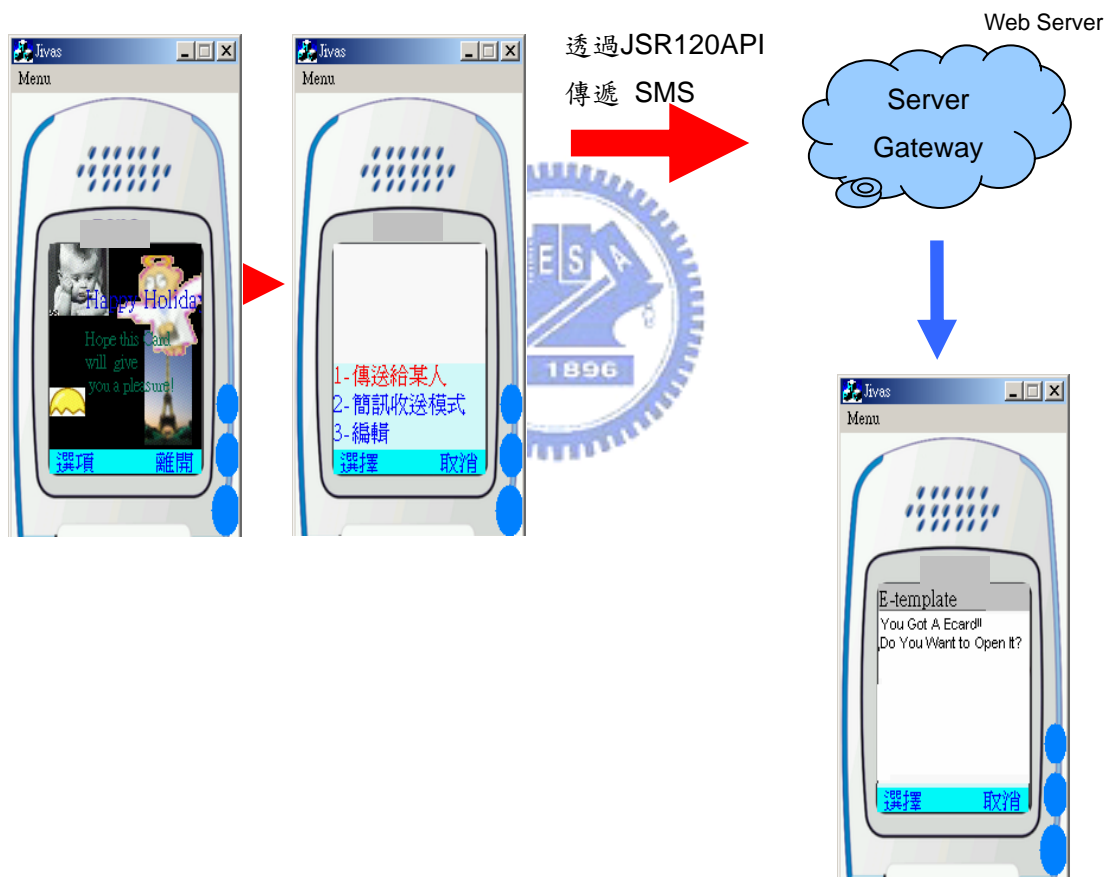 Jivas
Menu
Happy Holiday
Hope this Card
will give
you a pleasure!
選項 離開
Jivas
Menu
1-傳送給某人
2-簡訊收送模式
3-編輯
選擇 取消
透過JSR120API
傳遞 SMS
Web Server
Server
Gateway
ES
A
1896
Jivas
Menu
E-template
You Got A Ecard!!
Do You Want to Open It?
選擇 取消